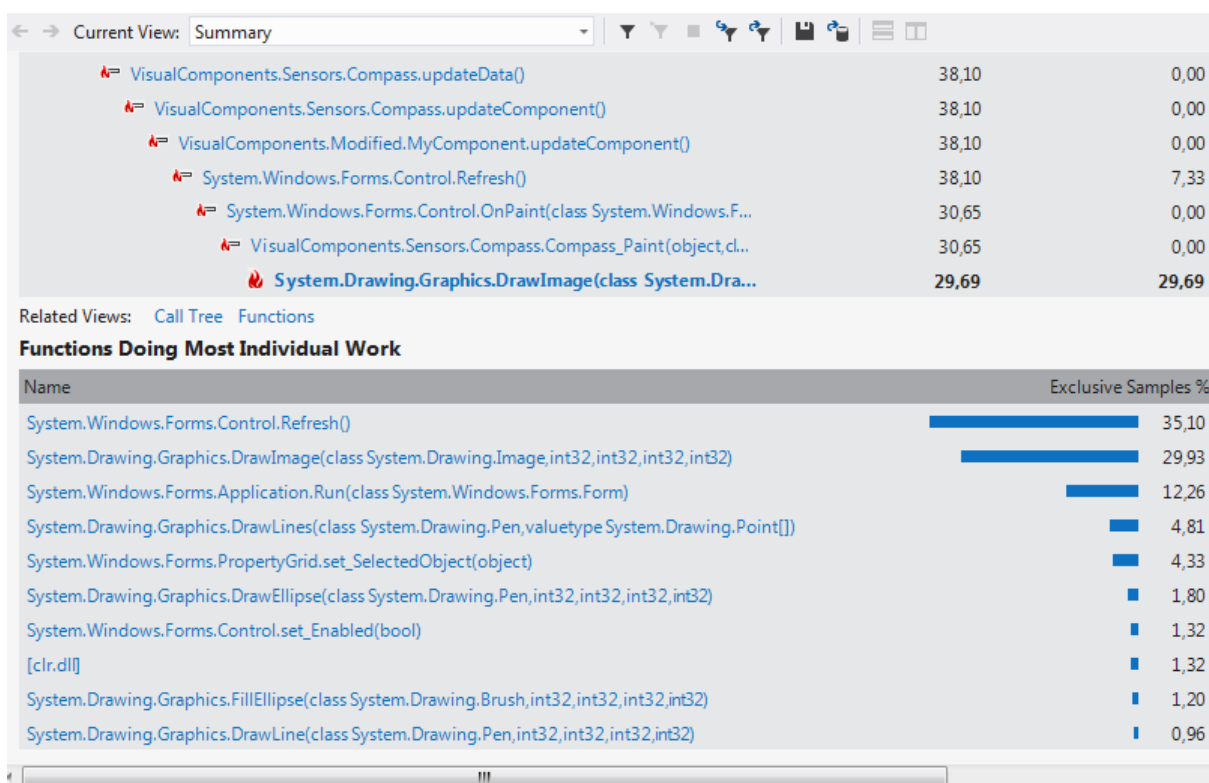 Current View: Summary
VisualComponents.Sensors.Compass.updateData() 38,10 0,00
VisualComponents.Sensors.Compass.updateComponent() 38,10 0,00
VisualComponents.Modified.MyComponent.updateComponent() 38,10 0,00
System.Windows.Forms.Control.Refresh() 38,10 7,33
System.Windows.Forms.Control.OnPaint(class System.Windows.F... 30,65 0,00
VisualComponents.Sensors.Compass.Compass_Paint(object,cl... 30,65 0,00
System.Drawing.Graphics.DrawImage(class System.Dra... 29,69 29,69
Related Views: Call Tree Functions
Functions Doing Most Individual Work
Name Exclusive Samples %
System.Windows.Forms.Control.Refresh() 35,10
System.Drawing.Graphics.DrawImage(class System.Drawing.Image,int32,int32,int32,int32) 29,93
System.Windows.Forms.Application.Run(class System.Windows.Forms.Form) 12,26
System.Drawing.Graphics.DrawLines(class System.Drawing.Pen,valuetype System.Drawing.Point[]) 4,81
System.Windows.Forms.PropertyGrid.set_SelectedObject(object) 4,33
System.Drawing.Graphics.DrawEllipse(class System.Drawing.Pen,int32,int32,int32,int32) 1,80
System.Windows.Forms.Control.set_Enabled(bool) 1,32
[clr.dll] 1,32
System.Drawing.Graphics.FillEllipse(class System.Drawing.Brush,int32,int32,int32,int32) 1,20
System.Drawing.Graphics.DrawLine(class System.Drawing.Pen,int32,int32,int32,int32) 0,96